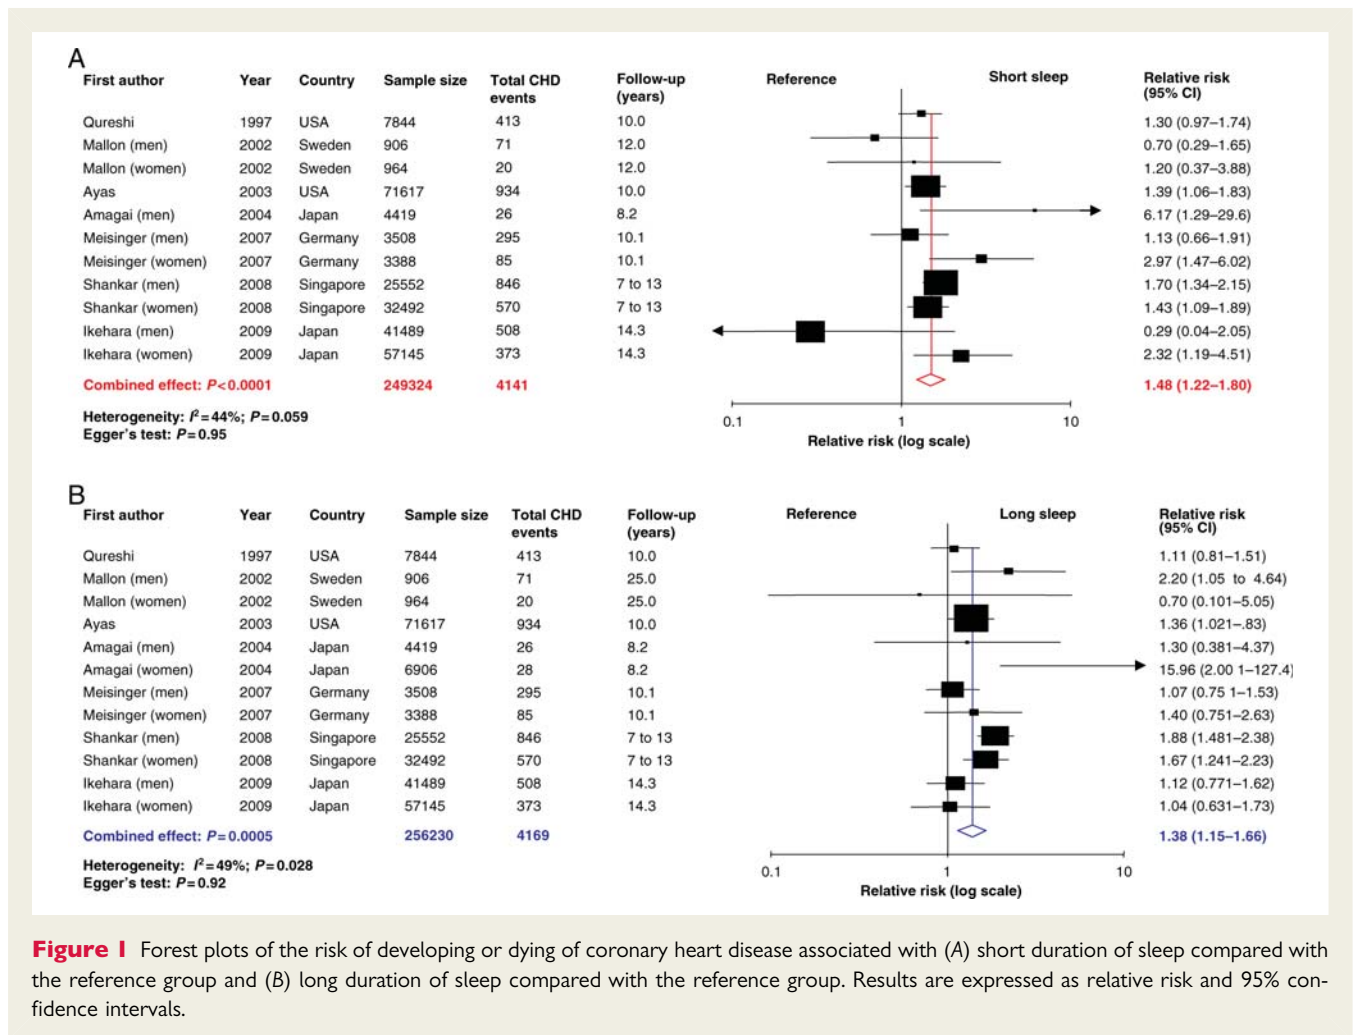 A
First author Year Country Sample size Total CHD events Follow-up (years) Reference Short sleep Relative risk (95% CI)
Qureshi 1997 USA 7844 413 10.0 1.30 (0.97–1.74)
Mallon (men) 2002 Sweden 906 71 12.0 0.70 (0.29–1.65)
Mallon (women) 2002 Sweden 964 20 12.0 1.20 (0.37–3.88)
Ayas 2003 USA 71617 934 10.0 1.39 (1.06–1.83)
Amagai (men) 2004 Japan 4419 26 8.2 6.17 (1.29–29.6)
Meisinger (men) 2007 Germany 3508 295 10.1 1.13 (0.66–1.91)
Meisinger (women) 2007 Germany 3388 85 10.1 2.97 (1.47–6.02)
Shankar (men) 2008 Singapore 25552 846 7 to 13 1.70 (1.34–2.15)
Shankar (women) 2008 Singapore 32492 570 7 to 13 1.43 (1.09–1.89)
Ikehara (men) 2009 Japan 41489 508 14.3 0.29 (0.04–2.05)
Ikehara (women) 2009 Japan 57145 373 14.3 2.32 (1.19–4.51)
Combined effect: P<0.0001 249324 4141 1.48 (1.22–1.80)
Heterogeneity: I²=44%; P=0.059
Egger's test: P=0.95
0.1 1 10
Relative risk (log scale)
B
First author Year Country Sample size Total CHD events Follow-up (years) Reference Long sleep Relative risk (95% CI)
Qureshi 1997 USA 7844 413 10.0 1.11 (0.81–1.51)
Mallon (men) 2002 Sweden 906 71 25.0 2.20 (1.05 to 4.64)
Mallon (women) 2002 Sweden 964 20 25.0 0.70 (0.101–5.05)
Ayas 2003 USA 71617 934 10.0 1.36 (1.021–.83)
Amagai (men) 2004 Japan 4419 26 8.2 1.30 (0.381–4.37)
Amagai (women) 2004 Japan 6906 28 8.2 15.96 (2.00 1–127.4)
Meisinger (men) 2007 Germany 3508 295 10.1 1.07 (0.75 1–1.53)
Meisinger (women) 2007 Germany 3388 85 10.1 1.40 (0.751–2.63)
Shankar (men) 2008 Singapore 25552 846 7 to 13 1.88 (1.481–2.38)
Shankar (women) 2008 Singapore 32492 570 7 to 13 1.67 (1.241–2.23)
Ikehara (men) 2009 Japan 41489 508 14.3 1.12 (0.771–1.62)
Ikehara (women) 2009 Japan 57145 373 14.3 1.04 (0.631–1.73)
Combined effect: P=0.0005 256230 4169 1.38 (1.15–1.66)
Heterogeneity: I²=49%; P=0.028
Egger's test: P=0.92
0.1 1 10
Relative risk (log scale)
Figure 1 Forest plots of the risk of developing or dying of coronary heart disease associated with (A) short duration of sleep compared with
the reference group and (B) long duration of sleep compared with the reference group. Results are expressed as relative risk and 95% con-
fidence intervals.